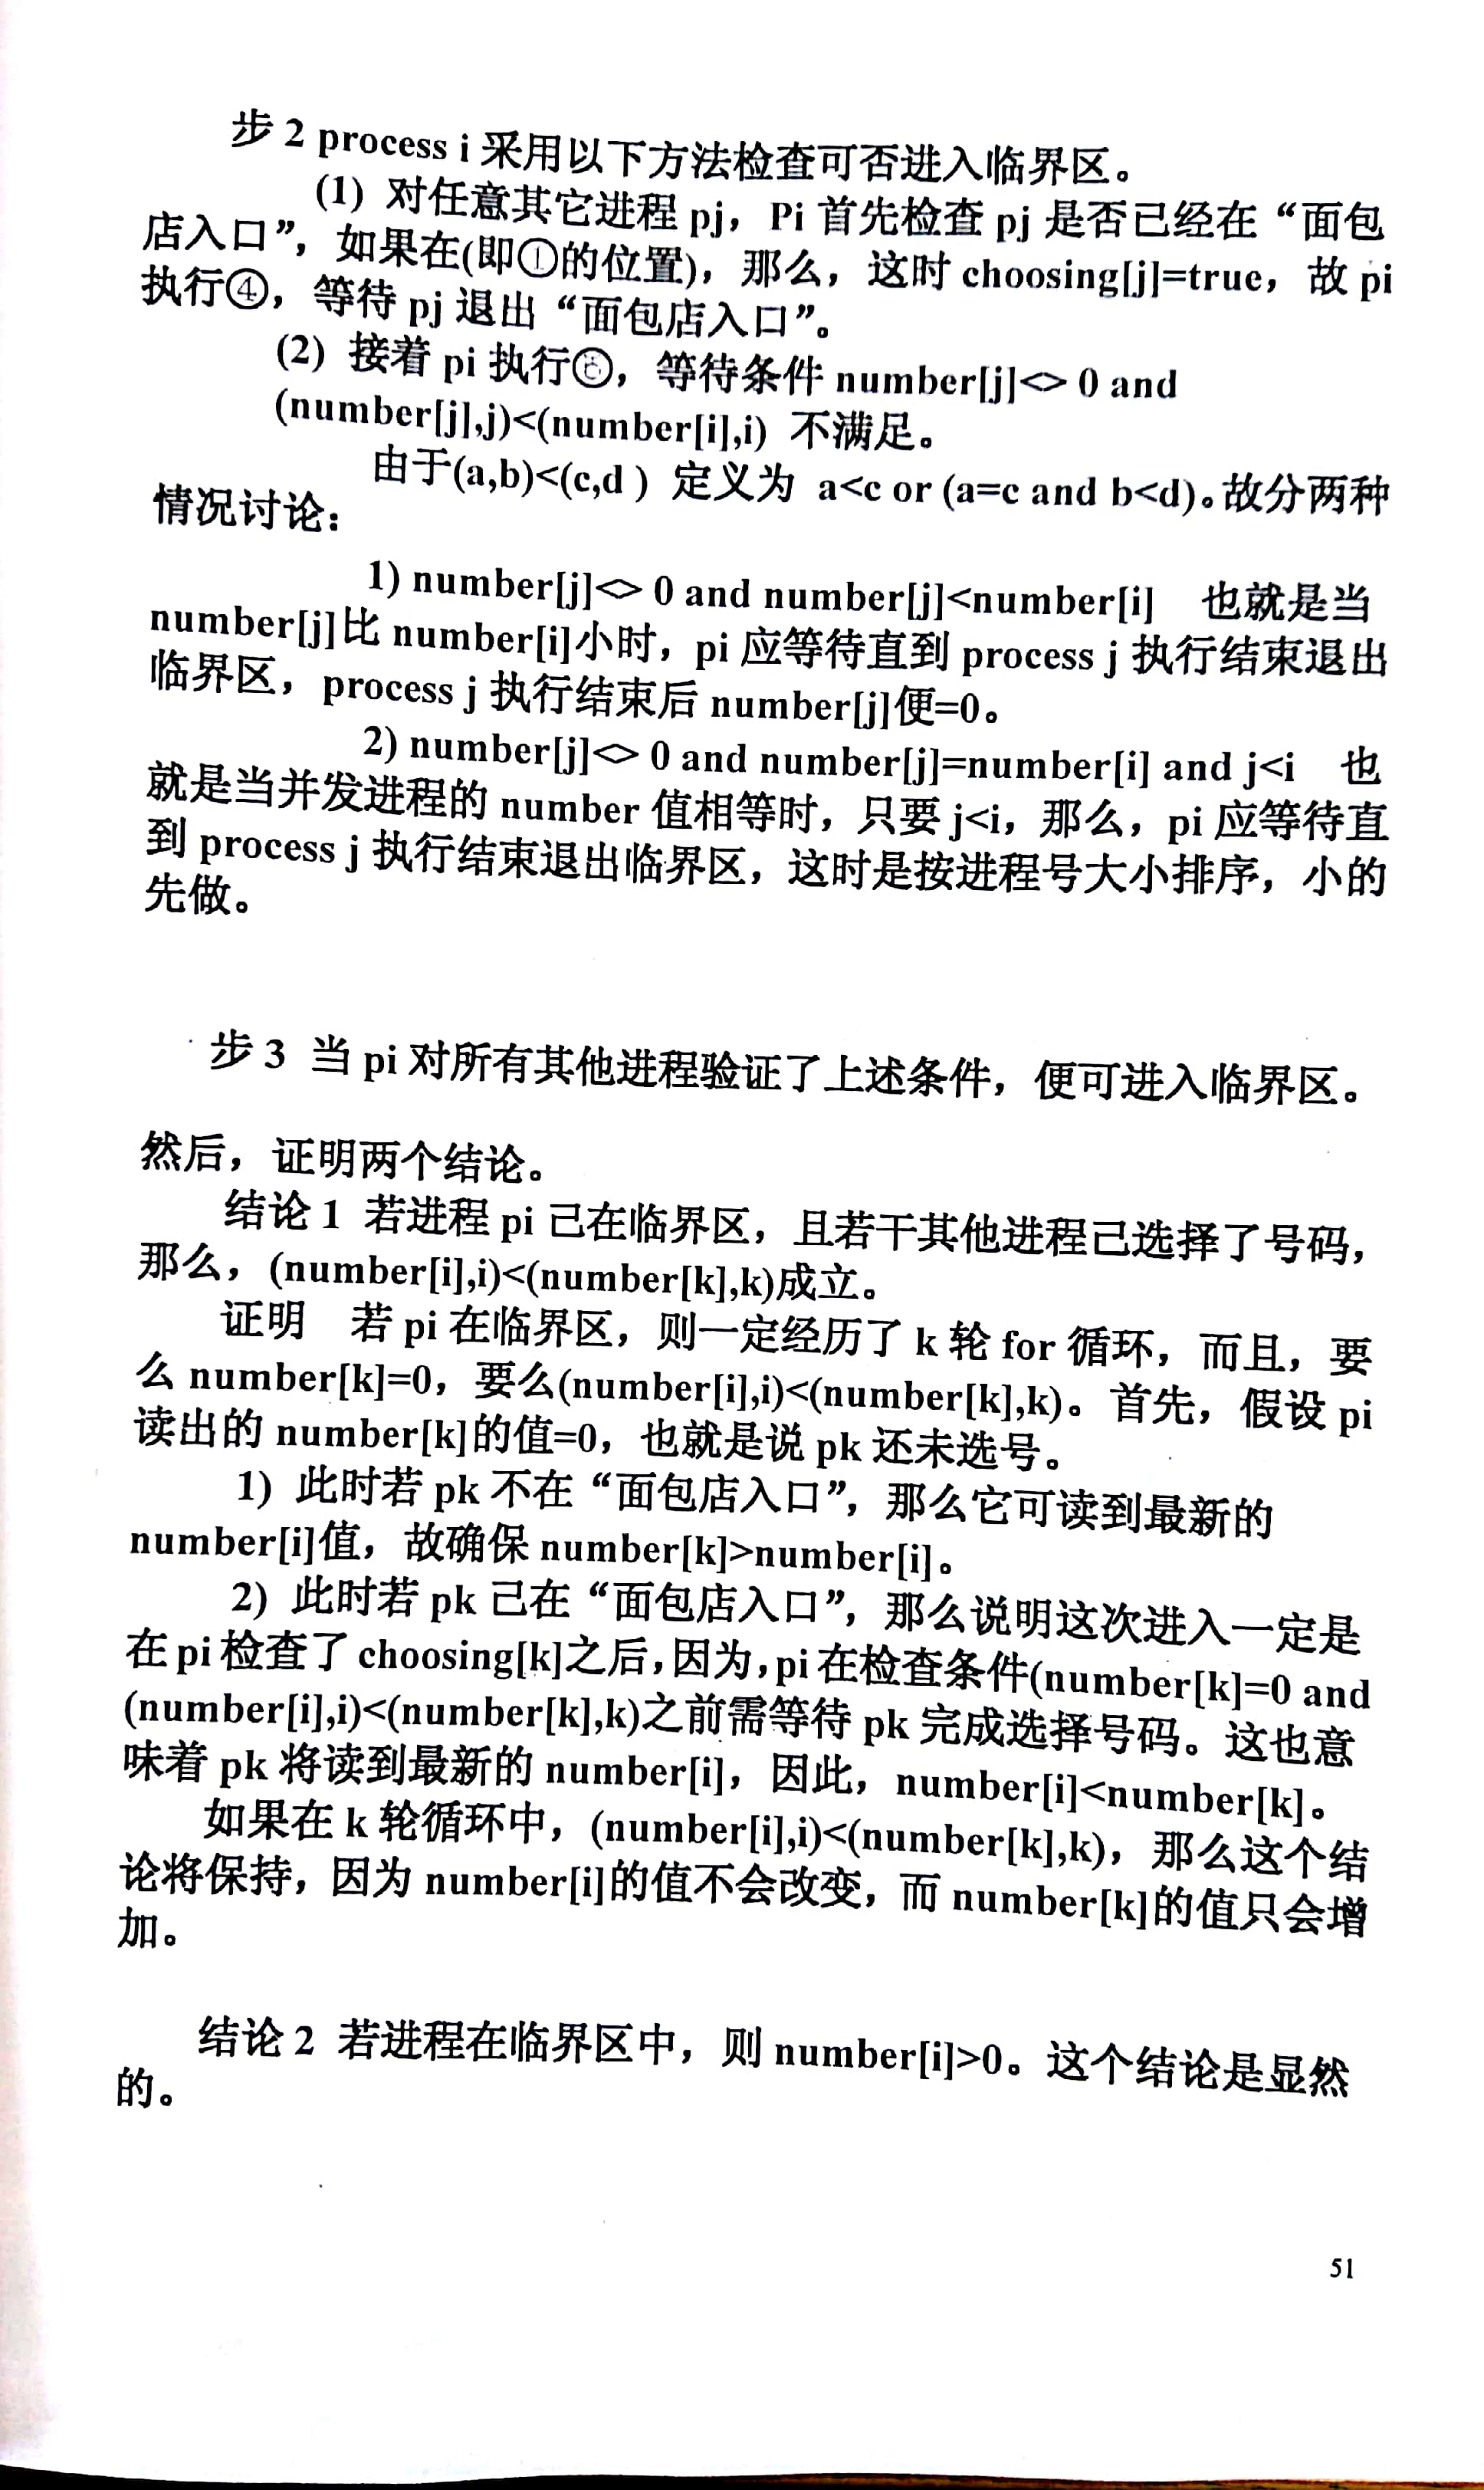 步 2 process i 采用以下方法检查可否进入临界区。
(1) 对任意其它进程 pj，Pi 首先检查 pj 是否已经在“面包
店入口”，如果在(即①的位置)，那么，这时 choosing[j]=true，故 pi
执行④，等待 pj 退出“面包店入口”。
(2) 接着 pi 执行，等待条件 number[j]<> 0 and
(number[j],j)<(number[i],i) 不满足。
由于(a,b)<(c,d ) 定义为 a<c or (a=c and b<d)。故分两种
情况讨论：
1) number[j]<> 0 and number[j]<number[i] 也就是当
number[j]比 number[i]小时，pi 应等待直到 process j 执行结束退出
临界区，process j 执行结束后 number[j]便=0。
2) number[j]<> 0 and number[j]=number[i] and j<i 也
就是当并发进程的 number 值相等时，只要 j<i，那么，pi 应等待直
到 process j 执行结束退出临界区，这时是按进程号大小排序，小的
先做。
步 3 当 pi 对所有其他进程验证了上述条件，便可进入临界区。
然后，证明两个结论。
结论 1 若进程 pi 已在临界区，且若干其他进程已选择了号码，
那么，(number[i],i)<(number[k],k)成立。
证明 若 pi 在临界区，则一定经历了 k 轮 for 循环，而且，要
么 number[k]=0，要么(number[i],i)<(number[k],k)。首先，假设 pi
读出的 number[k]的值=0，也就是说 pk 还未选号。
1) 此时若 pk 不在“面包店入口”，那么它可读到最新的
number[i]值，故确保 number[k]>number[i]。
2) 此时若 pk 已在“面包店入口”，那么说明这次进入一定是
在 pi 检查了 choosing[k]之后，因为，pi 在检查条件(number[k]=0 and
(number[i],i)<(number[k],k)之前需等待 pk 完成选择号码。这也意
味着 pk 将读到最新的 number[i]，因此，number[i]<number[k]。
如果在 k 轮循环中，(number[i],i)<(number[k],k)，那么这个结
论将保持，因为 number[i]的值不会改变，而 number[k]的值只会增
加。
结论 2 若进程在临界区中，则 number[i]>0。这个结论是显然
的。
51